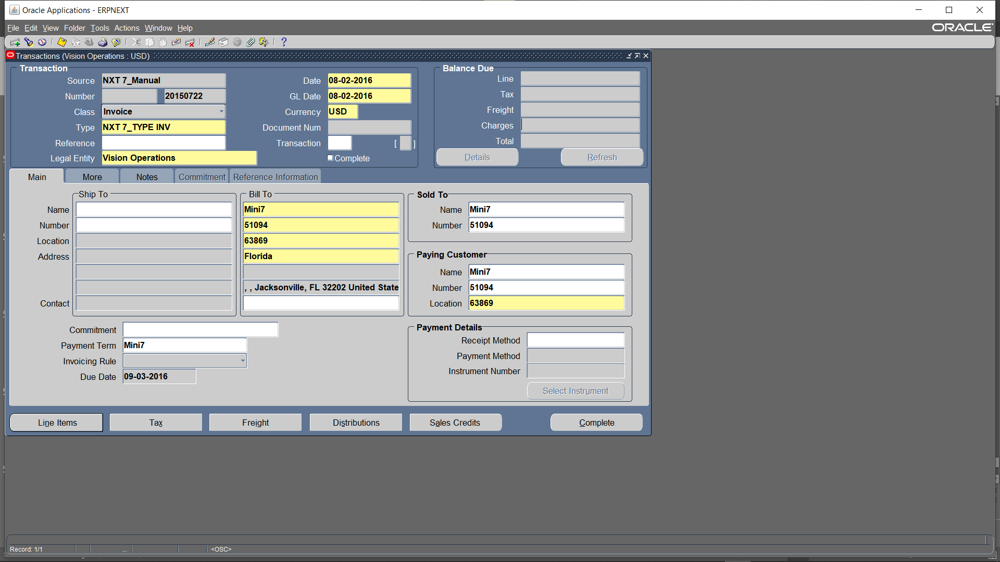 Oracle Applications - ERPNEXT
File Edit View Folder Tools Actions Window Help
ORACLE
Transactions (Vision Operations : USD)
Transaction
Source NXT 7_Manual
Number 20150722
Class Invoice
Type NXT 7_TYPE INV
Reference
Legal Entity Vision Operations
Date 08-02-2016
GL Date 08-02-2016
Currency USD
Document Num
Transaction [ ]
Complete
Balance Due
Line
Tax
Freight
Charges
Total
Details Refresh
Main More Notes Commitment Reference Information
Ship To
Name
Number
Location
Address
Contact
Bill To
Mini7
51094
63869
Florida
, , Jacksonville, FL 32202 United State
Sold To
Name Mini7
Number 51094
Paying Customer
Name Mini7
Number 51094
Location 63869
Commitment
Payment Term Mini7
Invoicing Rule
Due Date 09-03-2016
Payment Details
Receipt Method
Payment Method
Instrument Number
Select Instrument
Line Items Tax Freight Distributions Sales Credits Complete
Record: 1/1 ... <OSC>